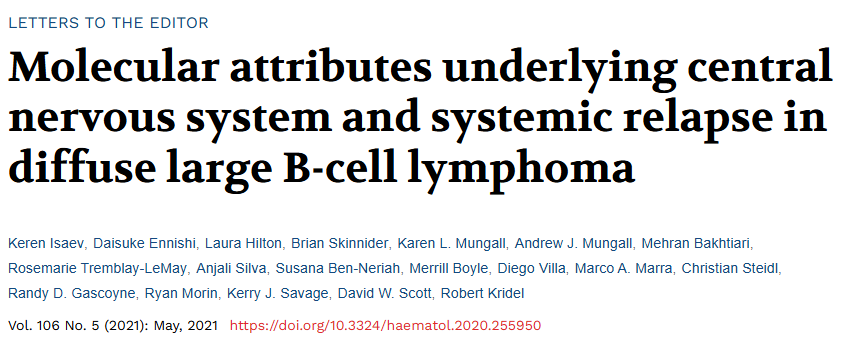 LETTERS TO THE EDITOR
Molecular attributes underlying central
nervous system and systemic relapse in
diffuse large B-cell lymphoma
Keren Isaev, Daisuke Ennishi, Laura Hilton, Brian Skinnider, Karen L. Mungall, Andrew J. Mungall, Mehran Bakhtiari,
Rosemarie Tremblay-LeMay, Anjali Silva, Susana Ben-Neriah, Merrill Boyle, Diego Villa, Marco A. Marra, Christian Steidl,
Randy D. Gascoyne, Ryan Morin, Kerry J. Savage, David W. Scott, Robert Kridel
Vol. 106 No. 5 (2021): May, 2021 https://doi.org/10.3324/haematol.2020.255950